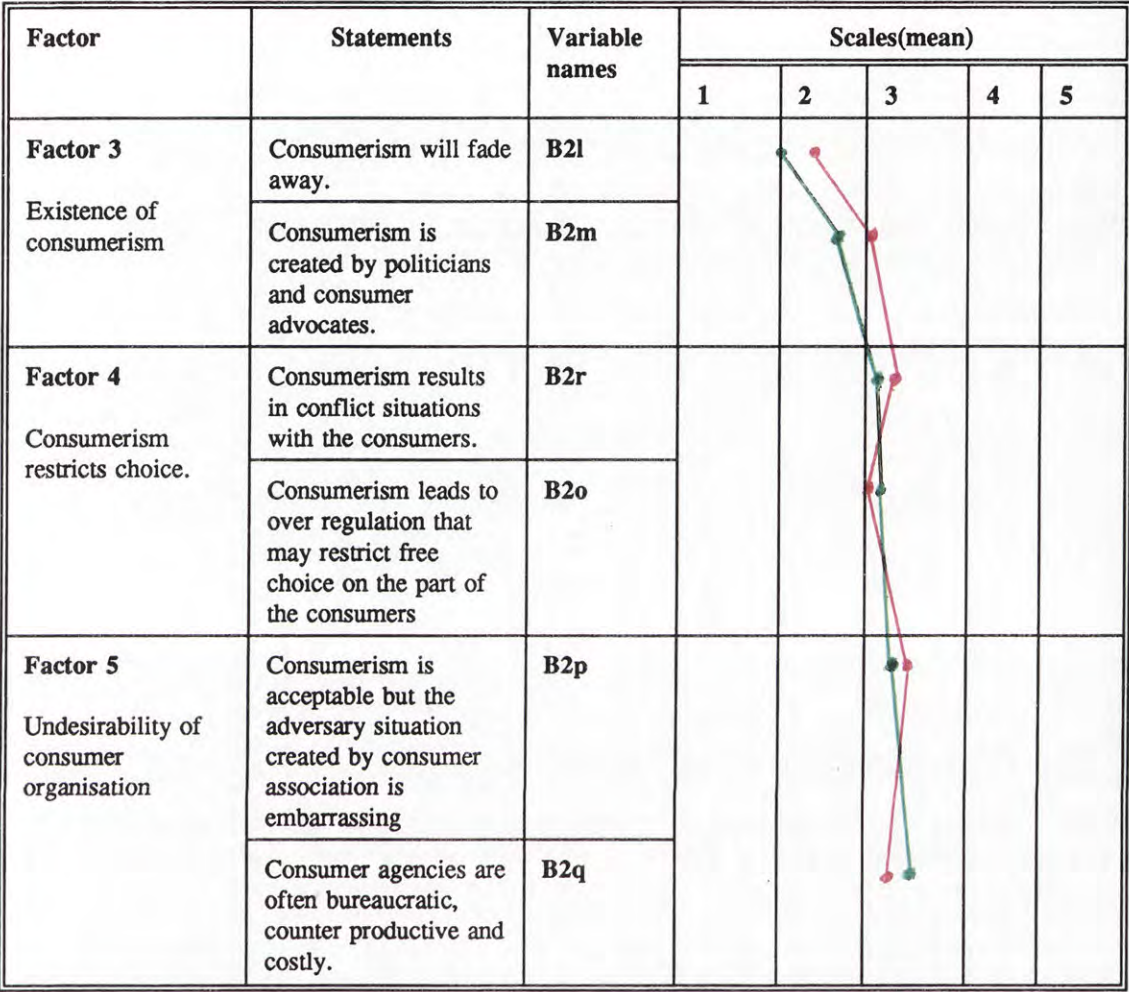 Factor
Statements
Variable
names
Scales(mean)
1 2 3 4 5
Factor 3
Existence of
consumerism
Consumerism will fade
away.
B2l
Consumerism is
created by politicians
and consumer
advocates.
B2m
Factor 4
Consumerism
restricts choice.
Consumerism results
in conflict situations
with the consumers.
B2r
Consumerism leads to
over regulation that
may restrict free
choice on the part of
the consumers
B2o
Factor 5
Undesirability of
consumer
organisation
Consumerism is
acceptable but the
adversary situation
created by consumer
association is
embarrassing
B2p
Consumer agencies are
often bureaucratic,
counter productive and
costly.
B2q